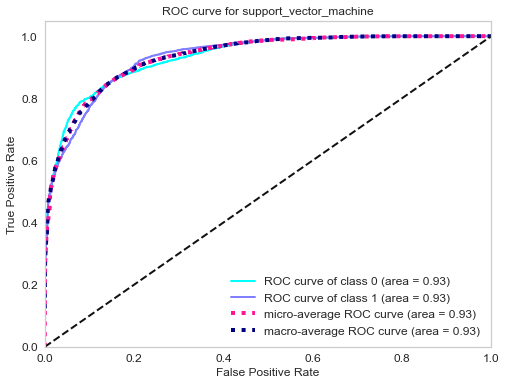 ROC curve for support_vector_machine
True Positive Rate
1.0
0.8
0.6
0.4
0.2
0.0
ROC curve of class 0 (area = 0.93)
ROC curve of class 1 (area = 0.93)
micro-average ROC curve (area = 0.93)
macro-average ROC curve (area = 0.93)
0.0 0.2 0.4 0.6 0.8 1.0
False Positive Rate